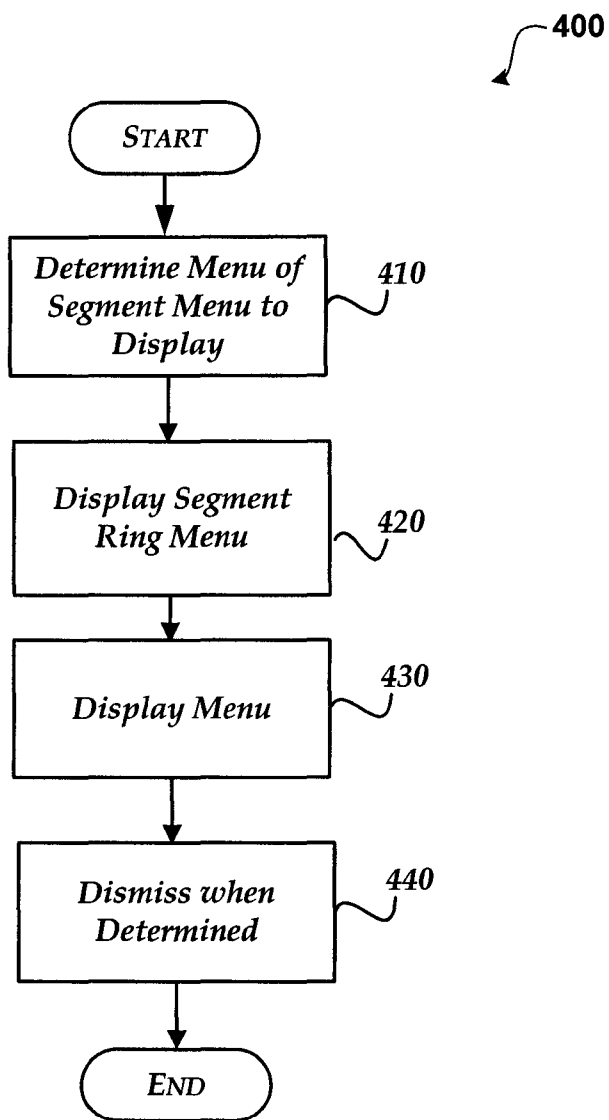 400
START
Determine Menu of
Segment Menu to
Display
410
Display Segment
Ring Menu
420
Display Menu
430
Dismiss when
Determined
440
END